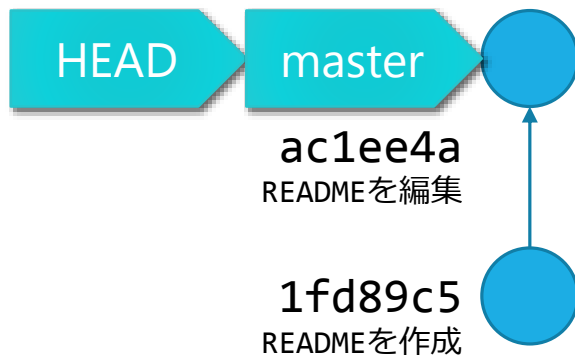 HEAD master
ac1ee4a
READMEを編集
1fd89c5
READMEを作成